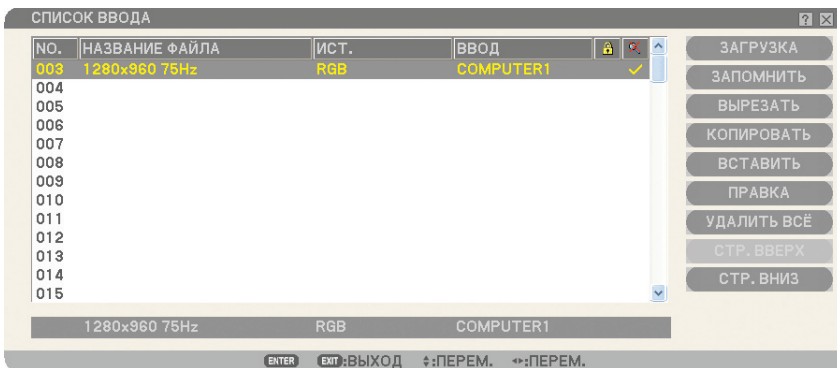 СПИСОК ВВОДА
NO. НАЗВАНИЕ ФАЙЛА ИСТ. ВВОД
003 1280x960 75Hz RGB COMPUTER1
004
005
006
007
008
009
010
011
012
013
014
015
ЗАГРУЗКА
ЗАПОМНИТЬ
ВЫРЕЗАТЬ
КОПИРОВАТЬ
ВСТАВИТЬ
ПРАВКА
УДАЛИТЬ ВСЁ
СТР. ВВЕРХ
СТР. ВНИЗ
1280x960 75Hz RGB COMPUTER1
ENTER EXIT:ВЫХОД :ПЕРЕМ. :ПЕРЕМ.